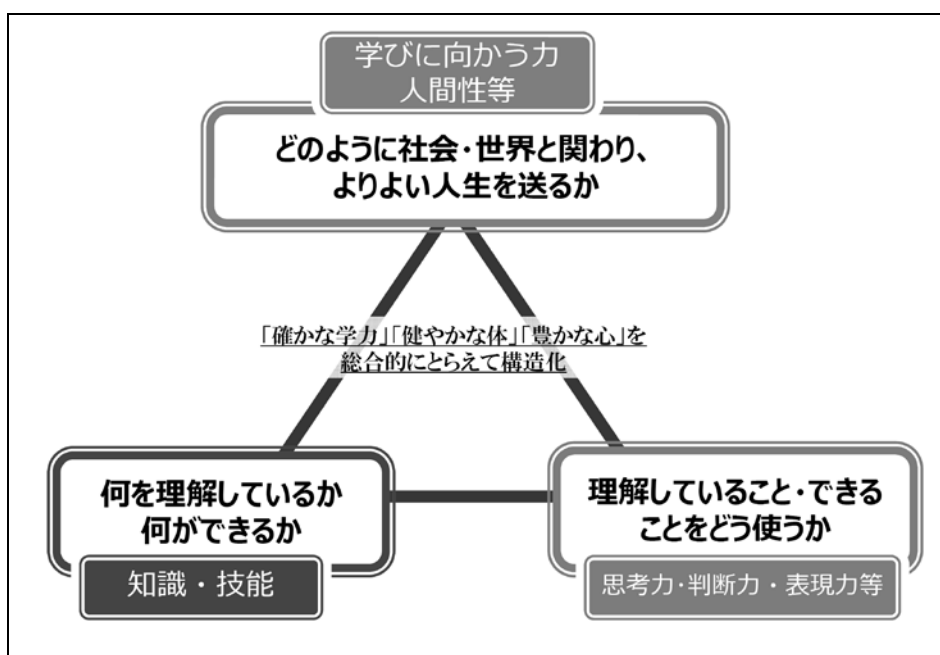 学びに向かう力
人間性等
どのように社会・世界と関わり、
よりよい人生を送るか
「確かな学力」「健やかな体」「豊かな心」を
総合的にとらえて構造化
何を理解しているか
何ができるか
知識・技能
理解していること・できる
ことをどう使うか
思考力・判断力・表現力等